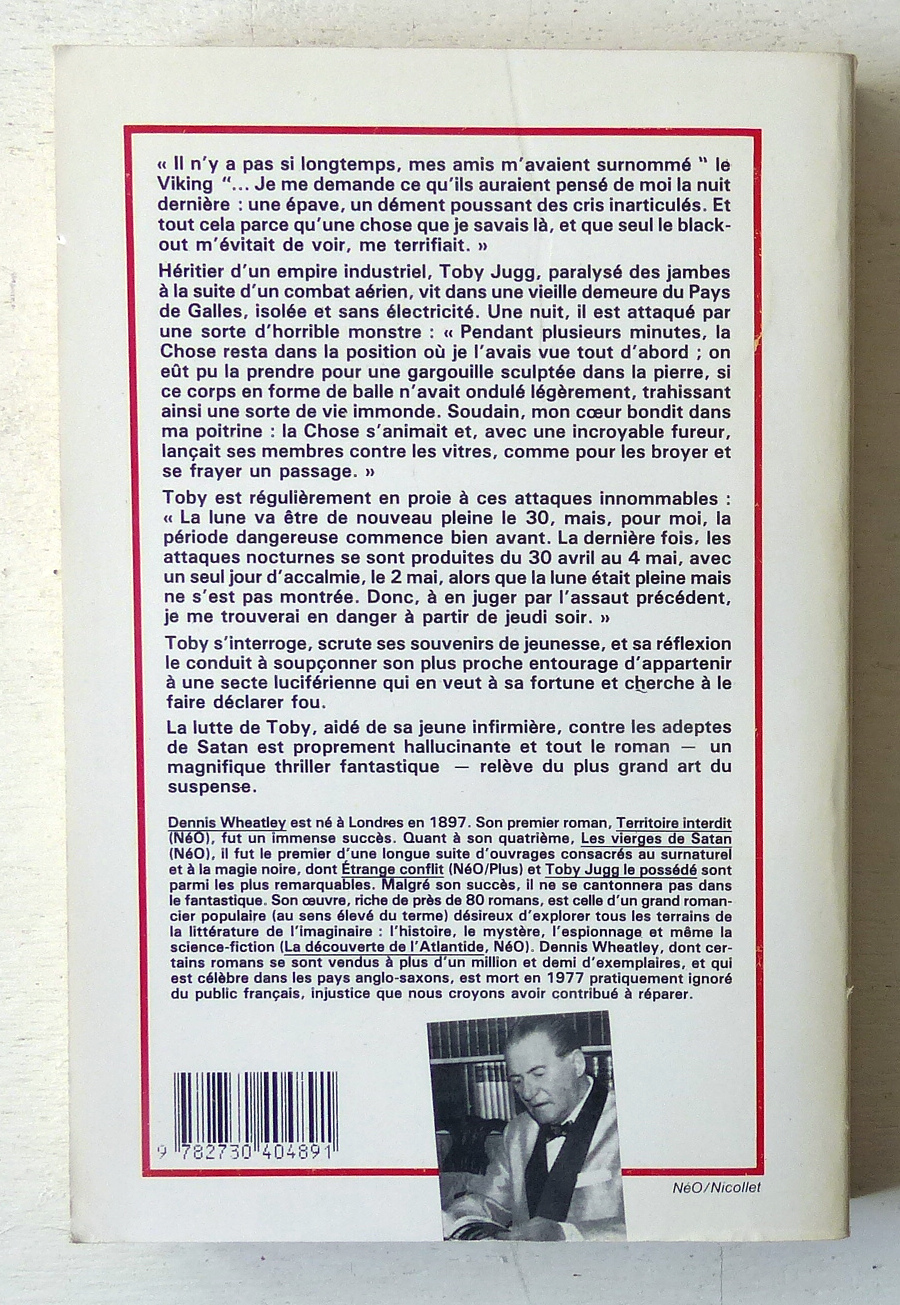 « Il n'y a pas si longtemps, mes amis m'avaient surnommé “ le
Viking “... Je me demande ce qu'ils auraient pensé de moi la nuit
dernière : une épave, un dément poussant des cris inarticulés. Et
tout cela parce qu'une chose que je savais là, et que seul le black-
out m'évitait de voir, me terrifiait. »
Héritier d'un empire industriel, Toby Jugg, paralysé des jambes
à la suite d'un combat aérien, vit dans une vieille demeure du Pays
de Galles, isolée et sans électricité. Une nuit, il est attaqué par
une sorte d'horrible monstre : « Pendant plusieurs minutes, la
Chose resta dans la position où je l'avais vue tout d'abord ; on
eût pu la prendre pour une gargouille sculptée dans la pierre, si
ce corps en forme de balle n'avait ondulé légèrement, trahissant
ainsi une sorte de vie immonde. Soudain, mon cœur bondit dans
ma poitrine : la Chose s'animait et, avec une incroyable fureur,
lançait ses membres contre les vitres, comme pour les broyer et
se frayer un passage. »
Toby est régulièrement en proie à ces attaques innommables :
« La lune va être de nouveau pleine le 30, mais, pour moi, la
période dangereuse commence bien avant. La dernière fois, les
attaques nocturnes se sont produites du 30 avril au 4 mai, avec
un seul jour d'accalmie, le 2 mai, alors que la lune était pleine mais
ne s'est pas montrée. Donc, à en juger par l'assaut précédent,
je me trouverai en danger à partir de jeudi soir. »
Toby s'interroge, scrute ses souvenirs de jeunesse, et sa réflexion
le conduit à soupçonner son plus proche entourage d'appartenir
à une secte luciférienne qui en veut à sa fortune et cherche à le
faire déclarer fou.
La lutte de Toby, aidé de sa jeune infirmière, contre les adeptes
de Satan est proprement hallucinante et tout le roman — un
magnifique thriller fantastique — relève du plus grand art du
suspense.
Dennis Wheatley est né à Londres en 1897. Son premier roman, Territoire interdit
(NéO), fut un immense succès. Quant à son quatrième, Les vierges de Satan
(NéO), il fut le premier d'une longue suite d'ouvrages consacrés au surnaturel
et à la magie noire, dont Étrange conflit (NéO/Plus) et Toby Jugg le possédé sont
parmi les plus remarquables. Malgré son succès, il ne se cantonnera pas dans
le fantastique. Son œuvre, riche de près de 80 romans, est celle d'un grand roman-
cier populaire (au sens élevé du terme) désireux d'explorer tous les terrains de
la littérature de l'imaginaire : l'histoire, le mystère, l'espionnage et même la
science-fiction (La découverte de l'Atlantide, NéO). Dennis Wheatley, dont cer-
tains romans se sont vendus à plus d'un million et demi d'exemplaires, et qui
est célèbre dans les pays anglo-saxons, est mort en 1977 pratiquement ignoré
du public français, injustice que nous croyons avoir contribué à réparer.
9 782730 404891
NéO/Nicollet